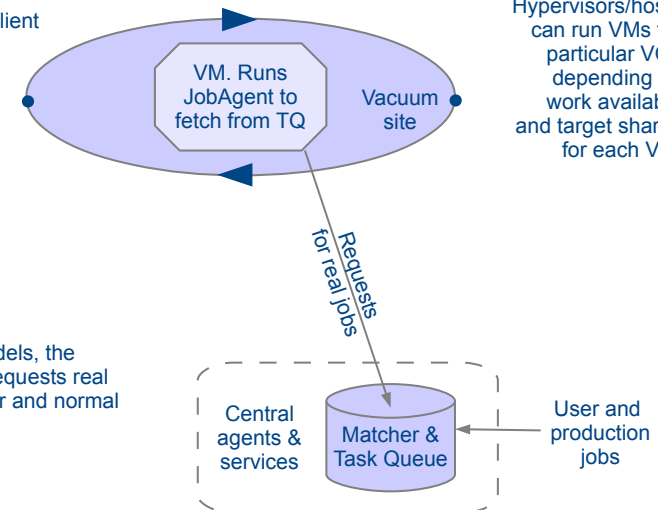 lient
Hypervisors/hos
can run VMs
particular VO
depending
work availab
and target shar
for each V
VM. Runs
JobAgent to
fetch from TQ
Vacuum
site
Requests
for real jobs
dels, the
equests real
r and normal
Central
agents &
services
Matcher &
Task Queue
User and
production
jobs